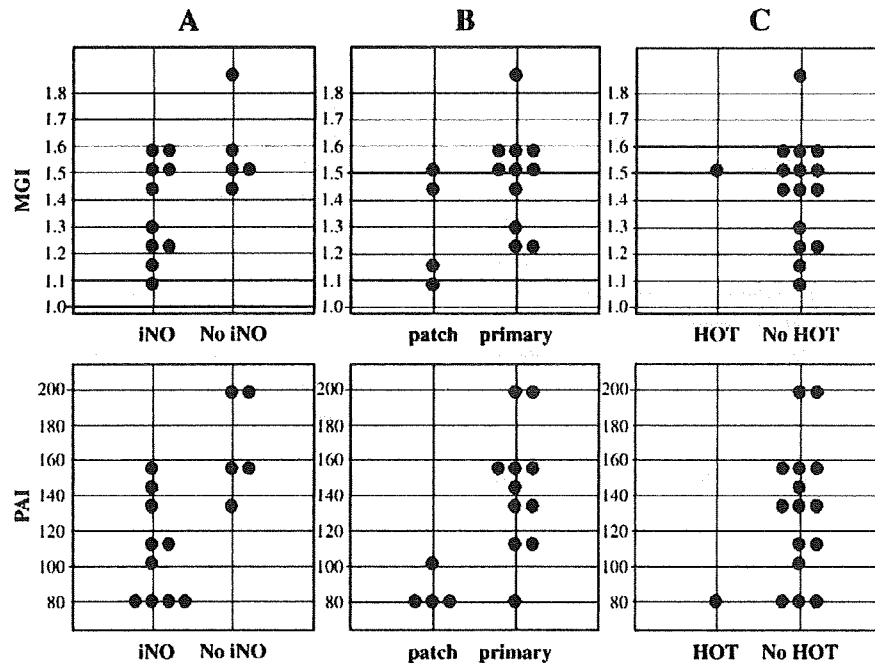 A B C
MGI
1.8 1.8 1.8
1.7 1.7 1.7
1.6 1.6 1.6
1.5 1.5 1.5
1.4 1.4 1.4
1.3 1.3 1.3
1.2 1.2 1.2
1.1 1.1 1.1
1.0 1.0 1.0
iNO No iNO patch primary HOT No HOT
PAI
200 200 200
180 180 180
160 160 160
140 140 140
120 120 120
100 100 100
80 80 80
iNO No iNO patch primary HOT No HOT